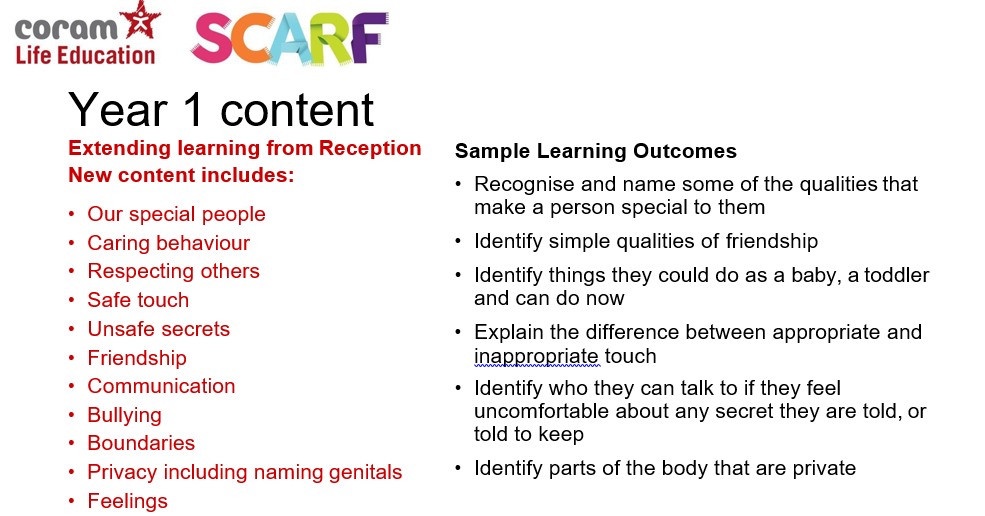 coram
Life Education
SCARF
Year 1 content
Extending learning from Reception
New content includes:
• Our special people
• Caring behaviour
• Respecting others
• Safe touch
• Unsafe secrets
• Friendship
• Communication
• Bullying
• Boundaries
• Privacy including naming genitals
• Feelings
Sample Learning Outcomes
• Recognise and name some of the qualities that
make a person special to them
• Identify simple qualities of friendship
• Identify things they could do as a baby, a toddler
and can do now
• Explain the difference between appropriate and
inappropriate touch
• Identify who they can talk to if they feel
uncomfortable about any secret they are told, or
told to keep
• Identify parts of the body that are private